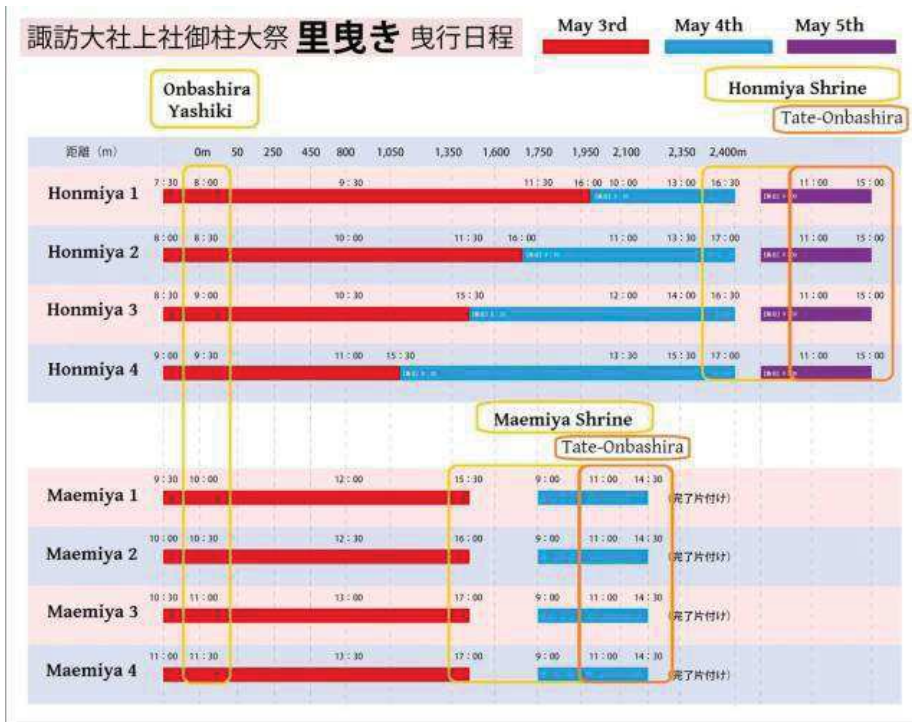 諏訪大社上社御柱大祭 里曳き 曳行日程
May 3rd May 4th May 5th
Onbashira
Yashiki
Honmiya Shrine
Tate-Onbashira
距離（m） 0m 50 250 450 800 1,050 1,350 1,600 1,750 1,950 2,100 2,350 2,400m
7：30 8：00 9：30 11：30 16：00 10：00 13：00 16：30 11：00 15：00
Honmiya 1
8：00 8：30 10：00 11：30 16：00 11：00 13：30 17：00 11：00 15：00
Honmiya 2
8：30 9：00 10：30 15：30 12：00 14：00 16：30 11：00 15：00
Honmiya 3
9：00 9：30 11：00 15：30 13：30 15：30 17：00 11：00 15：00
Honmiya 4
Maemiya Shrine
Tate-Onbashira
9：30 10：00 12：00 15：30 9：00 11：00 14：30
Maemiya 1 (完了片付け)
10：00 10：30 12：30 16：00 9：00 11：00 14：30
Maemiya 2 (完了片付け)
10：30 11：00 13：00 17：00 9：00 11：00 14：30
Maemiya 3 (完了片付け)
11：00 11：30 13：30 17：00 9：00 11：00 14：30
Maemiya 4 (完了片付け)